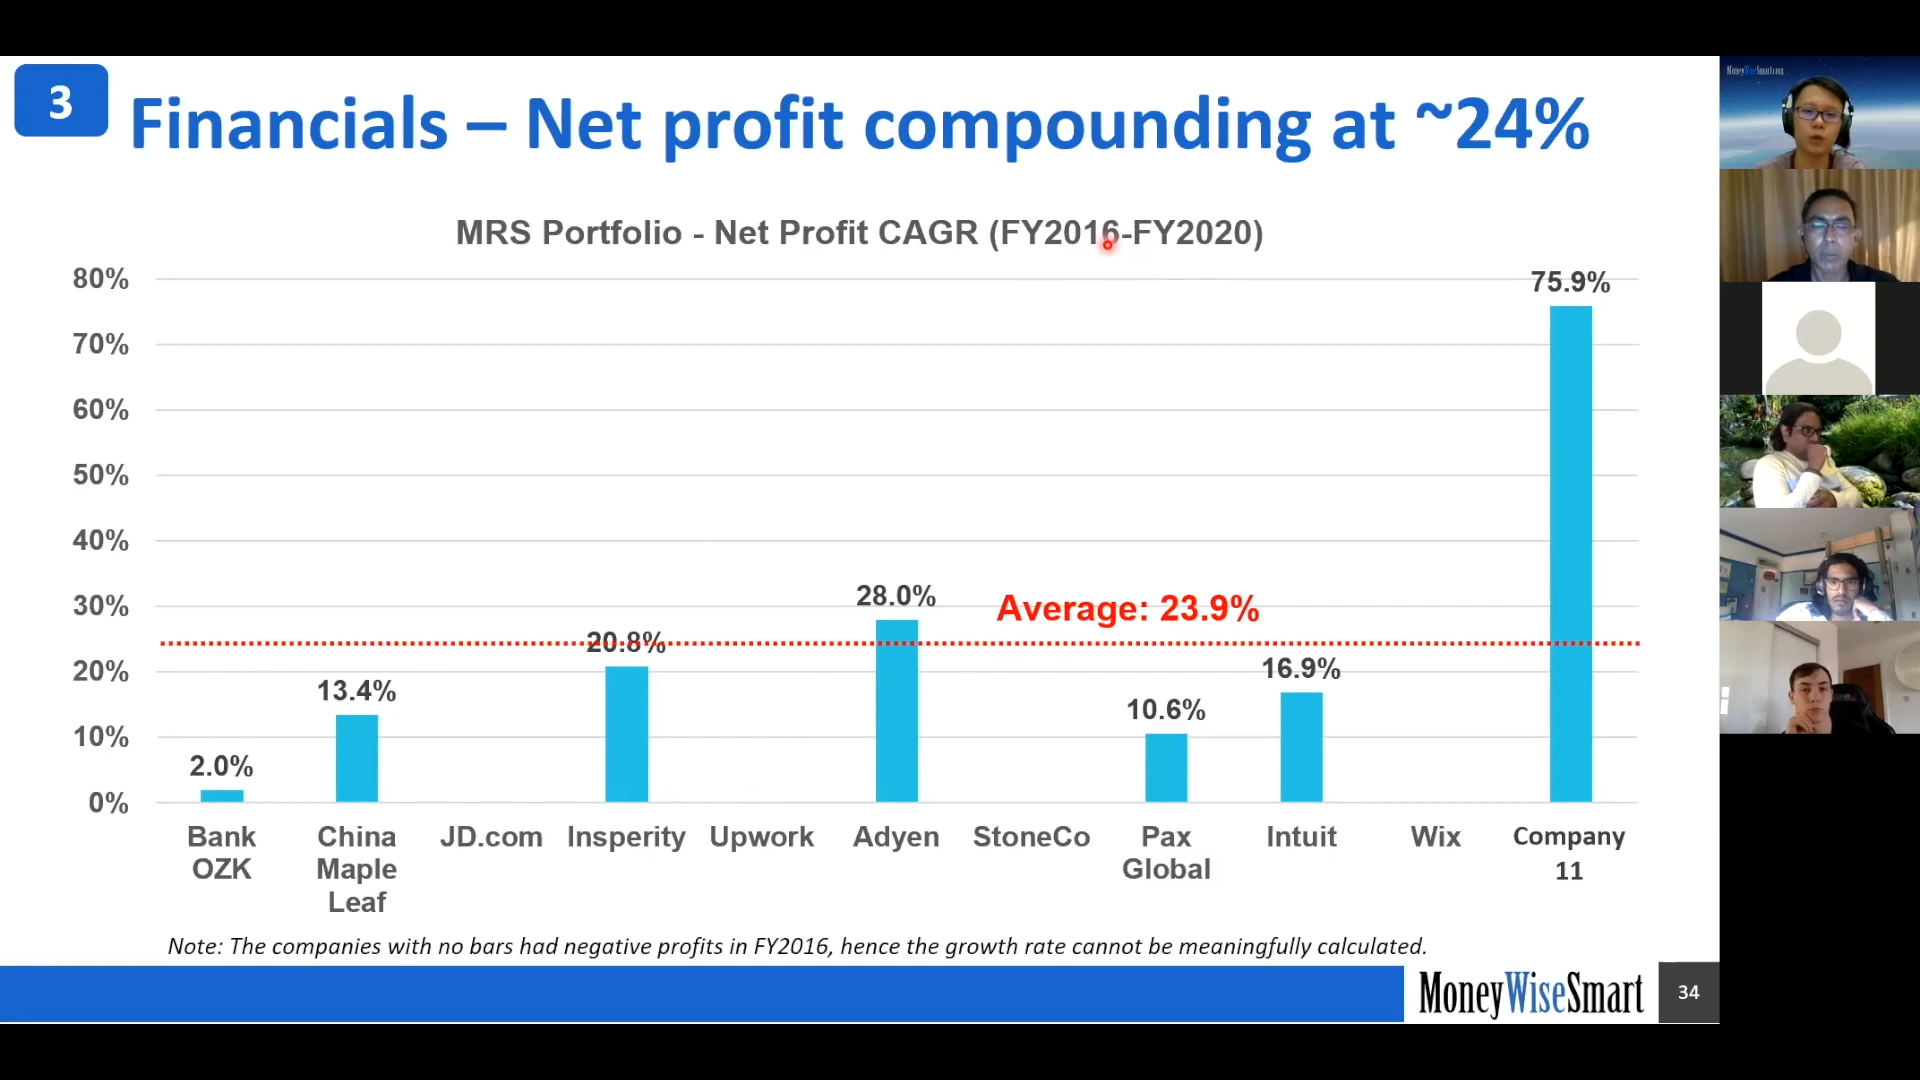 3
Financials – Net profit compounding at ~24%
MRS Portfolio - Net Profit CAGR (FY2016-FY2020)
80%
70%
60%
50%
40%
30%
20%
10%
0%
2.0%
13.4%
20.8%
28.0%
Average: 23.9%
10.6%
16.9%
75.9%
Bank
OZK
China
Maple
Leaf
JD.com
Insperity
Upwork
Adyen
StoneCo
Pax
Global
Intuit
Wix
Company
11
Note: The companies with no bars had negative profits in FY2016, hence the growth rate cannot be meaningfully calculated.
MoneyWiseSmart
34
MoneyWiseSmart.com